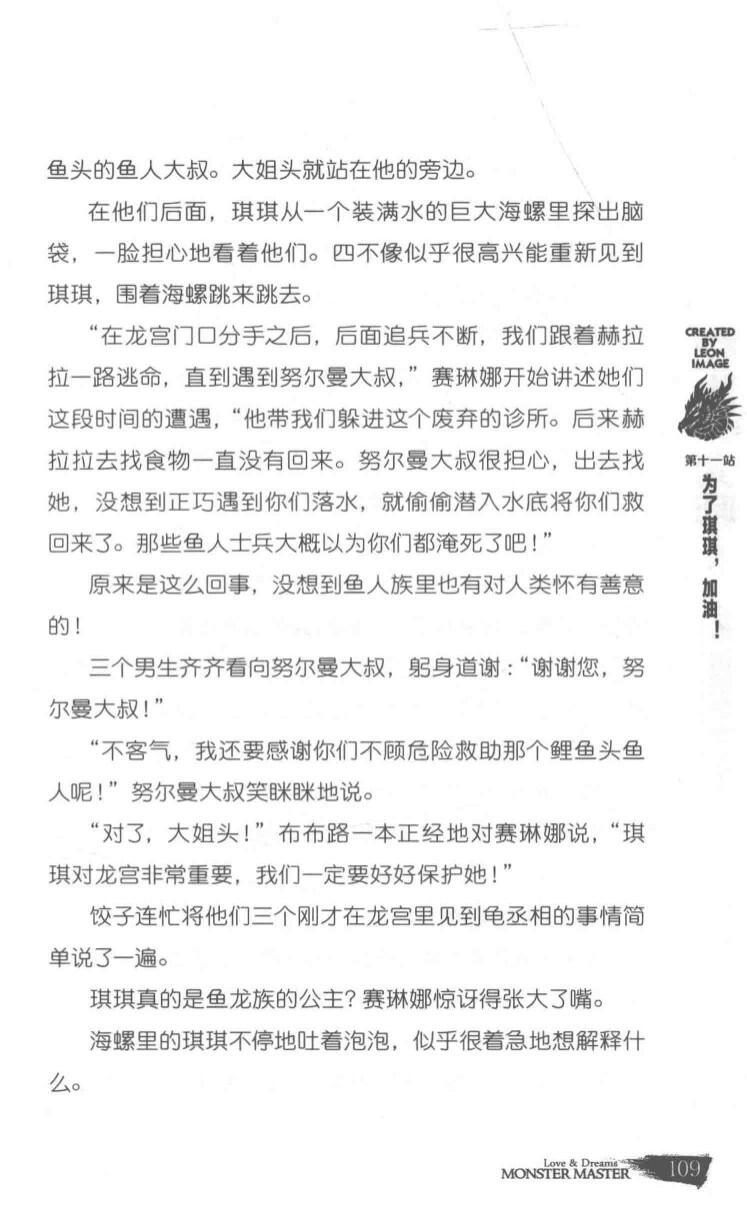 鱼头的鱼人大叔。大姐头就站在他的旁边。
在他们后面，琪琪从一个装满水的巨大海螺里探出脑
袋，一脸担心地看着他们。四不像似乎很高兴能重新见到
琪琪，围着海螺跳来跳去。
“在龙宫门口分手之后，后面追兵不断，我们跟着赫拉
拉一路逃命，直到遇到努尔曼大叔，”赛琳娜开始讲述她们
这段时间的遭遇，“他带我们躲进这个废弃的诊所。后来赫
拉拉去找食物一直没有回来。努尔曼大叔很担心，出去找
她，没想到正巧遇到你们落水，就偷偷潜入水底将你们救
回来了。那些鱼人士兵大概以为你们都淹死了吧！”
原来是这么回事，没想到鱼人族里也有对人类怀有善意
的！
三个男生齐齐看向努尔曼大叔，躬身道谢：“谢谢您，努
尔曼大叔！”
“不客气，我还要感谢你们不顾危险救助那个鲤鱼头鱼
人呢！”努尔曼大叔笑眯眯地说。
“对了，大姐头！”布布路一本正经地对赛琳娜说，“琪
琪对龙宫非常重要，我们一定要好好保护她！”
饺子连忙将他们三个刚才在龙宫里见到龟丞相的事情简
单说了一遍。
琪琪真的是鱼龙族的公主？赛琳娜惊讶得张大了嘴。
海螺里的琪琪不停地吐着泡泡，似乎很着急地想解释什
么。
CREATED
BY
LEON
IMAGE
第十一站
为了琪琪，加油！
Love & Dreams
MONSTER MASTER
109